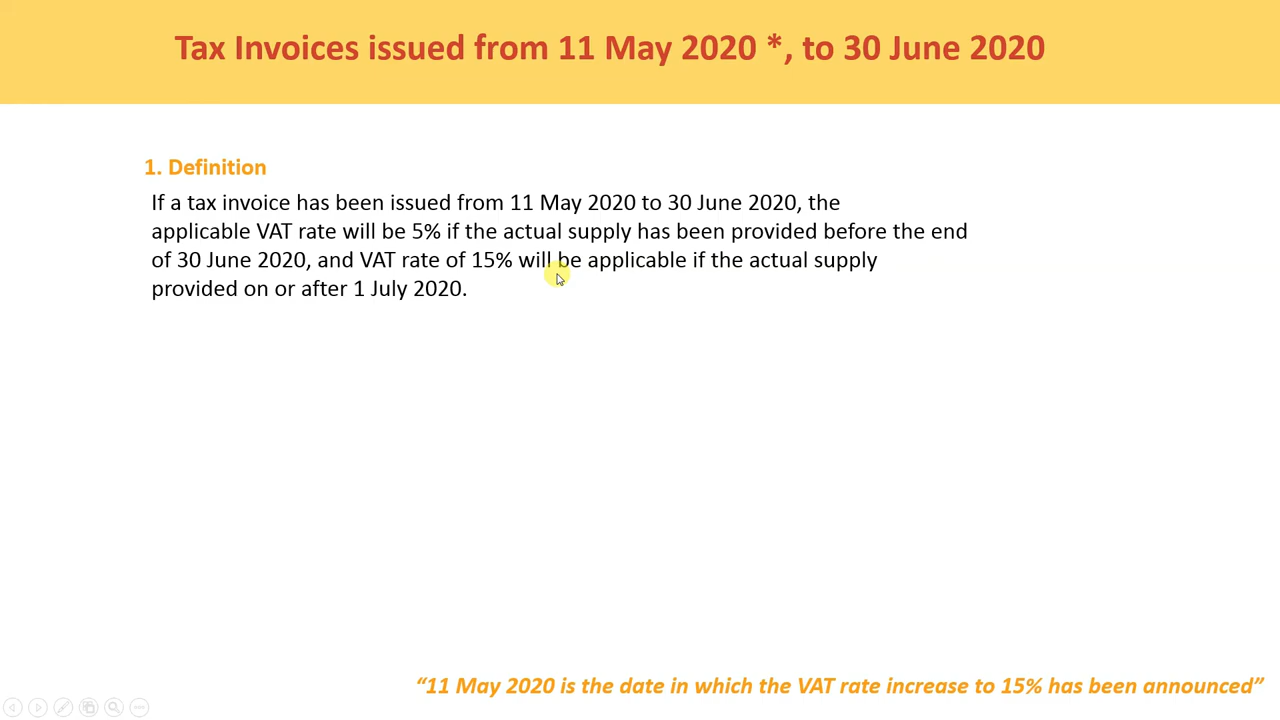 Tax Invoices issued from 11 May 2020 *, to 30 June 2020
1. Definition
If a tax invoice has been issued from 11 May 2020 to 30 June 2020, the
applicable VAT rate will be 5% if the actual supply has been provided before the end
of 30 June 2020, and VAT rate of 15% will be applicable if the actual supply
provided on or after 1 July 2020.
“11 May 2020 is the date in which the VAT rate increase to 15% has been announced”